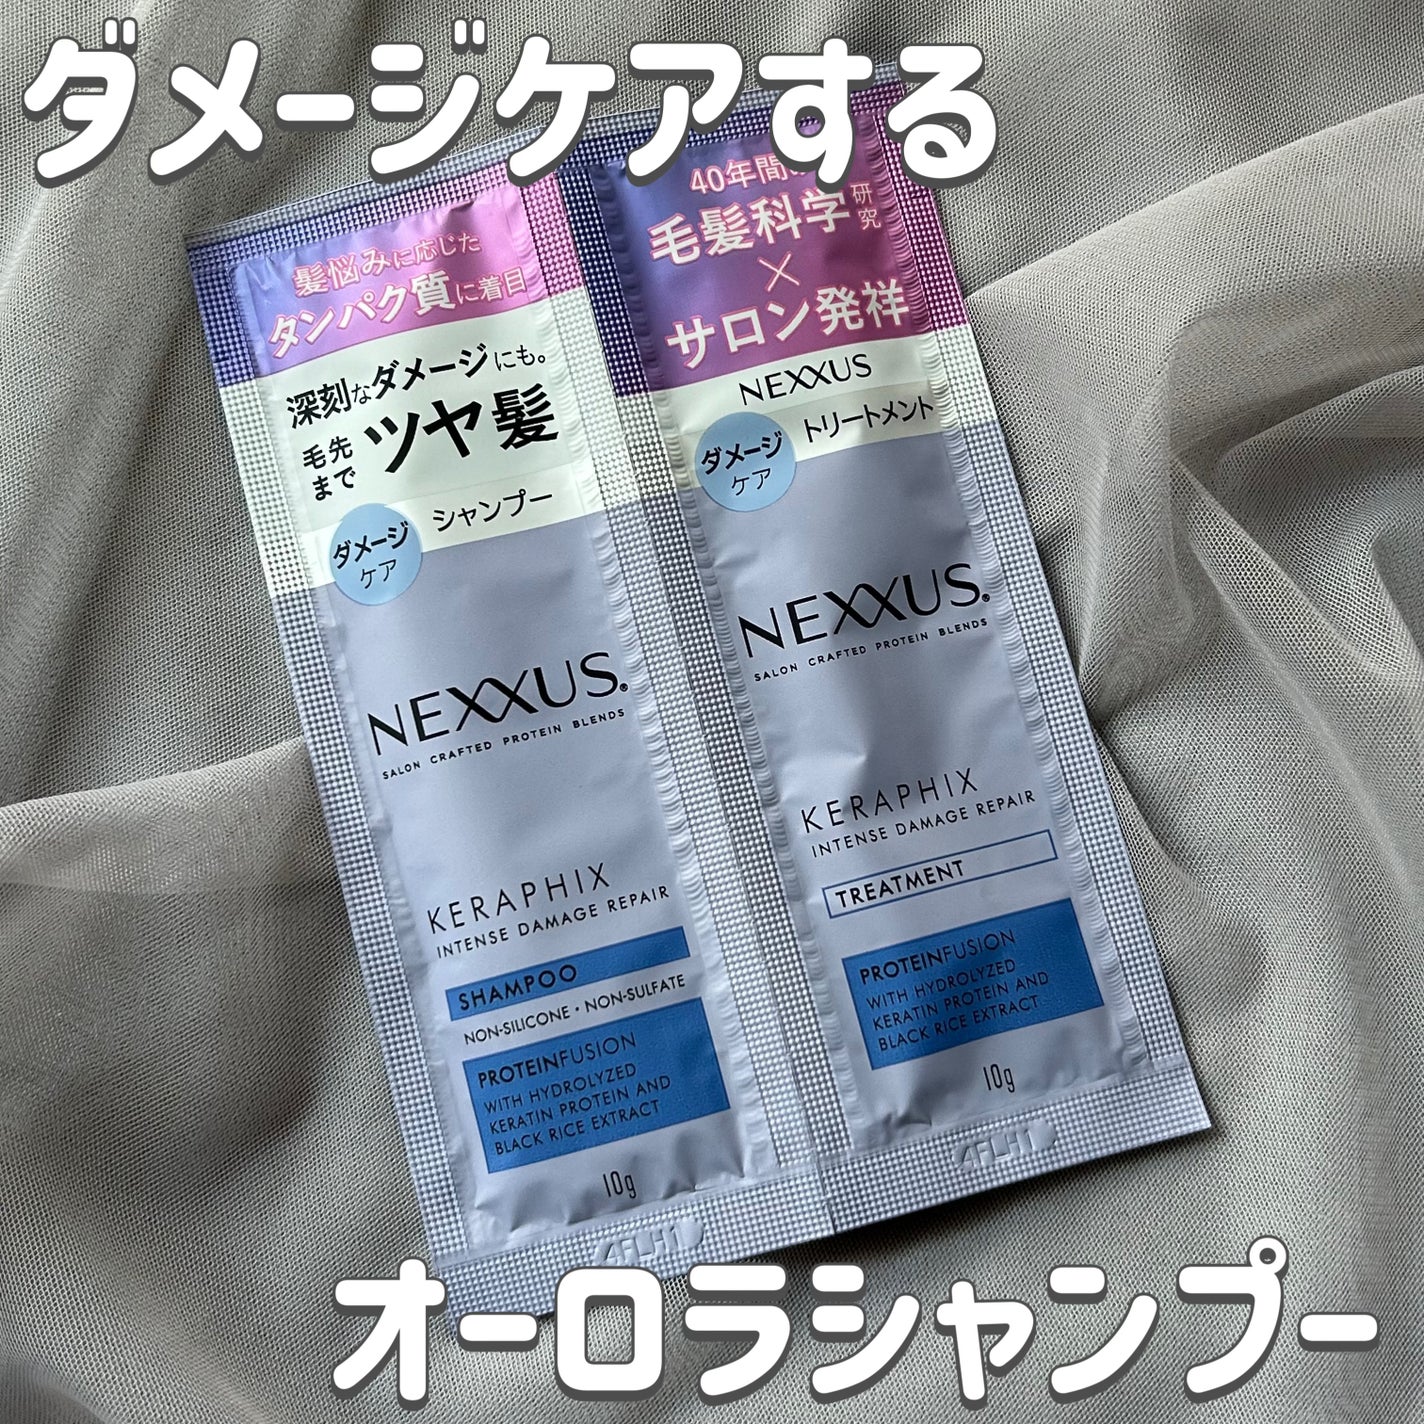 ダメージケアする
髪悩みに応じた
タンパク質に着目
深刻なダメージにも。
毛先まで ツヤ髪
ダメージケア
シャンプー
NEXXUS®
SALON CRAFTED PROTEIN BLENDS
KERAPHIX
INTENSE DAMAGE REPAIR
SHAMPOO
NON-SILICONE・NON-SULFATE
PROTEINFUSION
WITH HYDROLYZED
KERATIN PROTEIN AND
BLACK RICE EXTRACT
10g
4FLH1
40年間
毛髪科学研究
×
サロン発祥
NEXXUS
ダメージケア
トリートメント
NEXXUS®
SALON CRAFTED PROTEIN BLENDS
KERAPHIX
INTENSE DAMAGE REPAIR
TREATMENT
PROTEINFUSION
WITH HYDROLYZED
KERATIN PROTEIN AND
BLACK RICE EXTRACT
10g
オーロラシャンプー